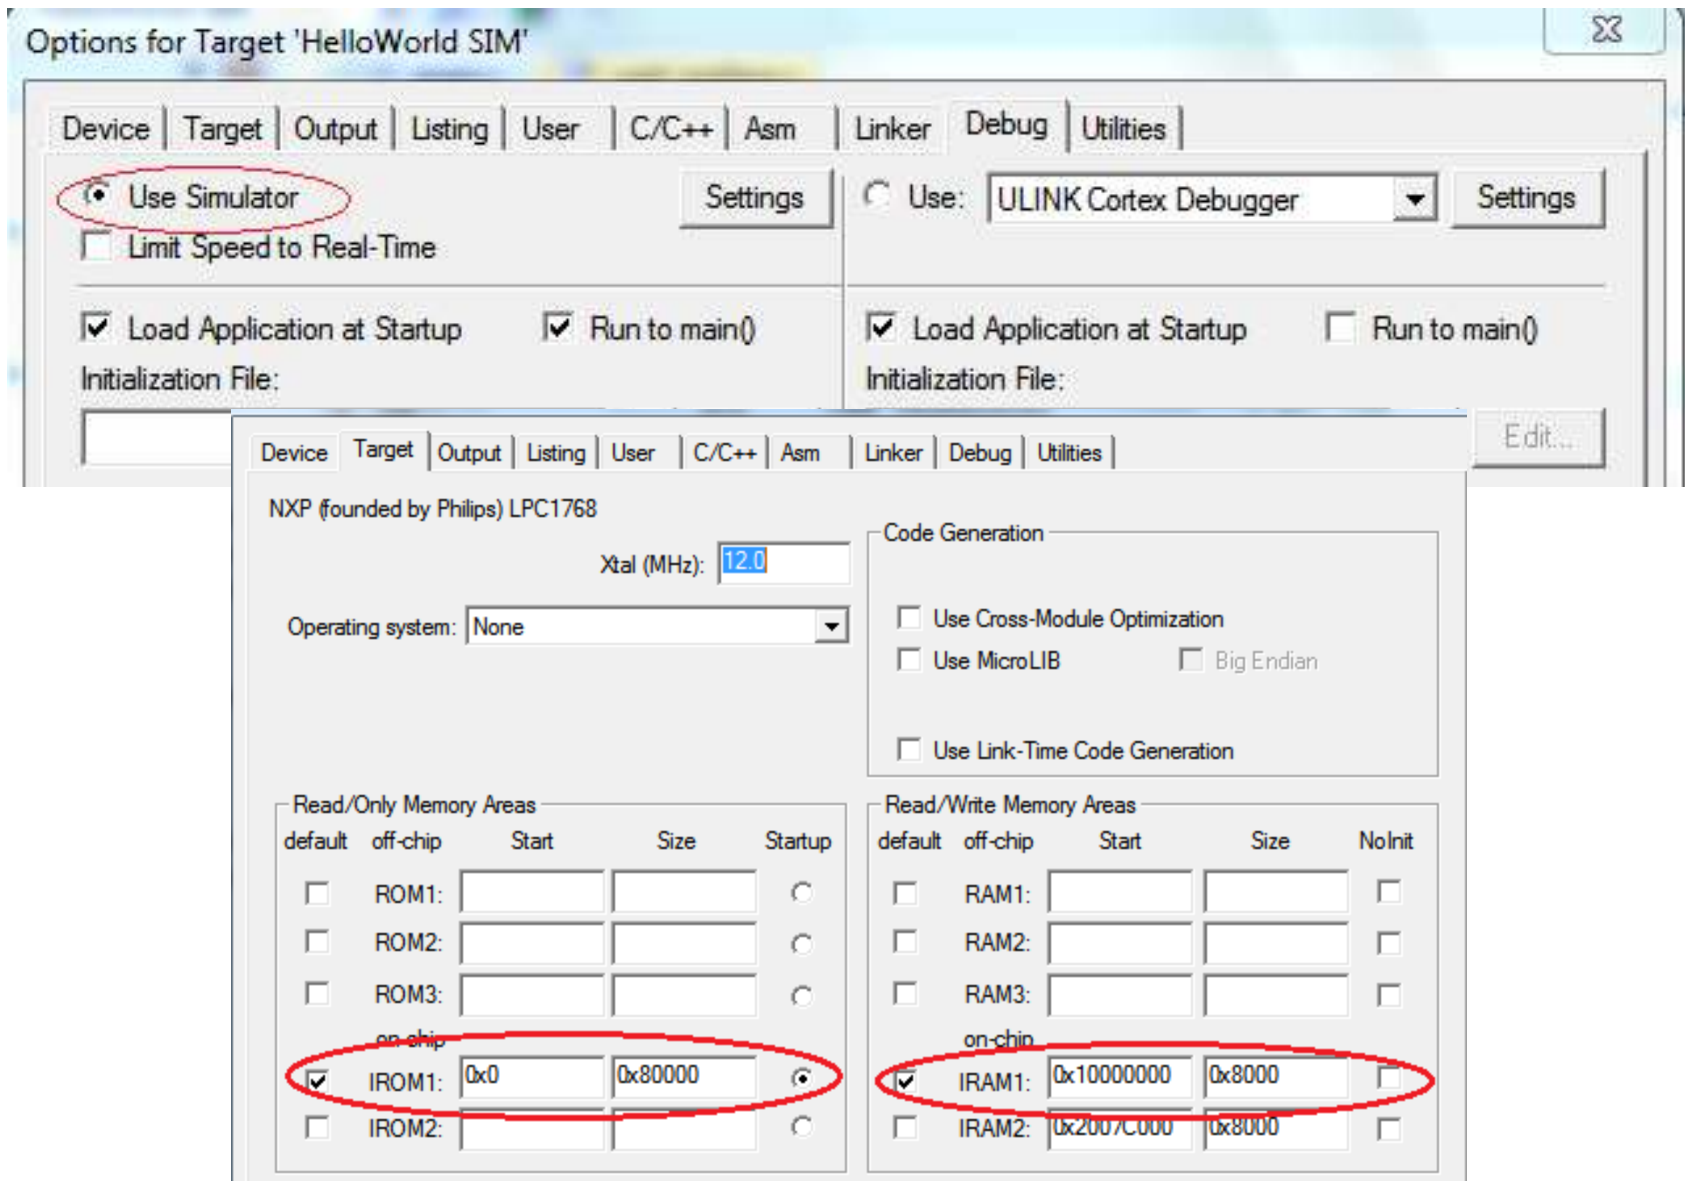 Options for Target 'HelloWorld SIM'
Device Target Output Listing User C/C++ Asm Linker Debug Utilities
Use Simulator Settings Use: ULINK Cortex Debugger Settings
Limit Speed to Real-Time
Load Application at Startup Run to main() Load Application at Startup Run to main()
Initialization File: Initialization File:
Edit...
Device Target Output Listing User C/C++ Asm Linker Debug Utilities
NXP (founded by Philips) LPC1768
Code Generation
Xtal (MHz): 12.0
Operating system: None
Use Cross-Module Optimization
Use MicroLIB Big Endian
Use Link-Time Code Generation
Read/Only Memory Areas Read/Write Memory Areas
default off-chip Start Size Startup default off-chip Start Size NoInit
ROM1: RAM1:
ROM2: RAM2:
ROM3: RAM3:
on-chip on-chip
IROM1: 0x0 0x80000 IRAM1: 0x10000000 0x8000
IROM2: IRAM2: 0x2007C000 0x8000